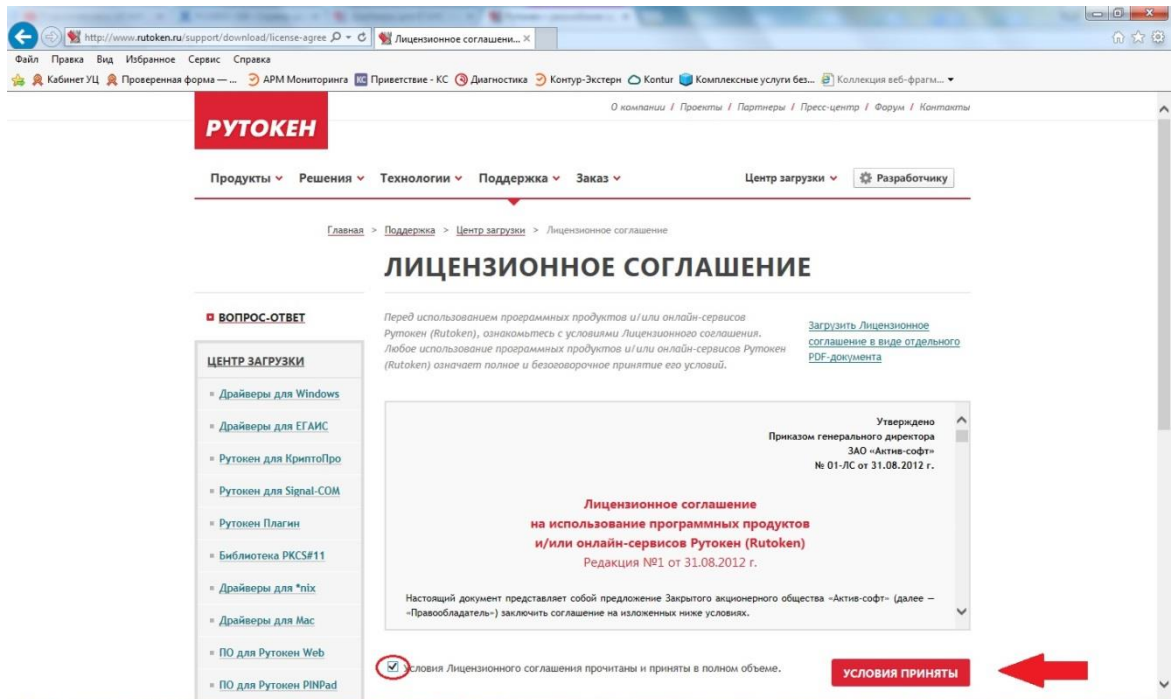 http://www.rutoken.ru/support/download/license-agree
Лицензионное соглашени...
Файл Правка Вид Избранное Сервис Справка
Кабинет УЦ Проверенная форма — ... АРМ Мониторинга КС Приветствие - КС Диагностика Контур-Экстерн Kontur Комплексные услуги без... Коллекция веб-фрагм...
О компании / Проекты / Партнеры / Пресс-центр / Форум / Контакты
РУТОКЕН
Продукты Решения Технологии Поддержка Заказ Центр загрузки Разработчику
Главная > Поддержка > Центр загрузки > Лицензионное соглашение
ЛИЦЕНЗИОННОЕ СОГЛАШЕНИЕ
ВОПРОС-ОТВЕТ
ЦЕНТР ЗАГРУЗКИ
Драйверы для Windows
Драйверы для ЕГАИС
Рутокен для КриптоПро
Рутокен для Signal-COM
Рутокен Плагин
Библиотека PKCS#11
Драйверы для *nix
Драйверы для Mac
ПО для Рутокен Web
ПО для Рутокен PINPad
Перед использованием программных продуктов и/или онлайн-сервисов
Рутокен (Rutoken), ознакомьтесь с условиями Лицензионного соглашения.
Любое использование программных продуктов и/или онлайн-сервисов Рутокен
(Rutoken) означает полное и безоговорочное принятие его условий.
Загрузить Лицензионное
соглашение в виде отдельного
PDF-документа
Утверждено
Приказом генерального директора
ЗАО «Актив-софт»
№ 01-ЛС от 31.08.2012 г.
Лицензионное соглашение
на использование программных продуктов
и/или онлайн-сервисов Рутокен (Rutoken)
Редакция №1 от 31.08.2012 г.
Настоящий документ представляет собой предложение Закрытого акционерного общества «Актив-софт» (далее —
«Правообладатель») заключить соглашение на изложенных ниже условиях.
Условия Лицензионного соглашения прочитаны и приняты в полном объеме.
УСЛОВИЯ ПРИНЯТЫ